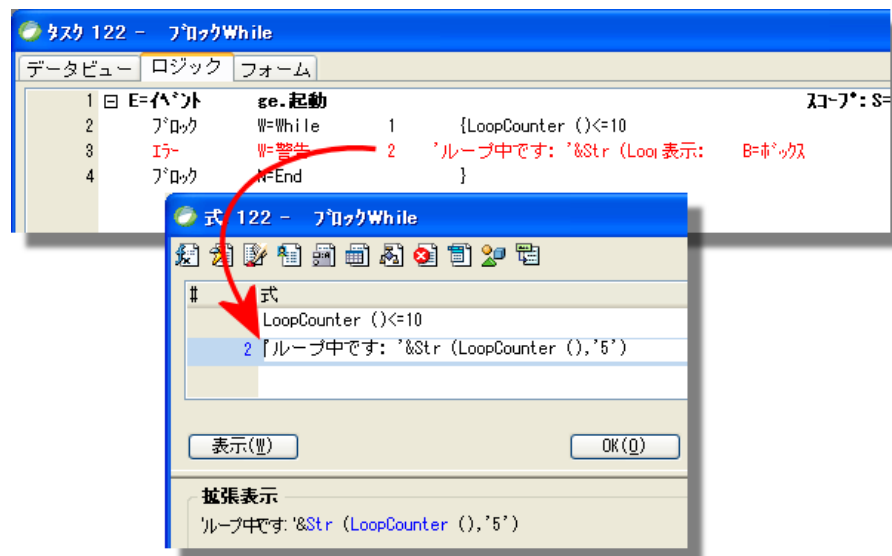 タスク 122 - ブロックWhile
データビュー ロジック フォーム
1 E=イベント ge.起動 スコープ: S=
2 ブロック W=While 1 {LoopCounter ()<=10
3 エラー W=警告 2 'ループ中です: '&Str (Loo 表示: B=ボックス
4 ブロック N=End }
式 122 - ブロックWhile
# 式
LoopCounter ()<=10
2 'ループ中です: '&Str (LoopCounter (),'5')
表示(W) OK(O)
拡張表示
'ループ中です: '&Str (LoopCounter (),'5')